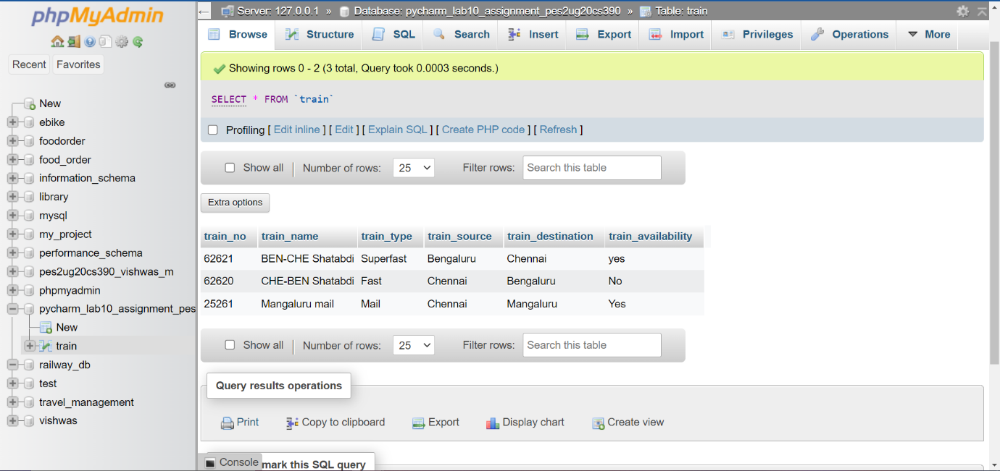 phpMyAdmin
Recent Favorites
New
ebike
foodorder
food_order
information_schema
library
mysql
my_project
performance_schema
pes2ug20cs390_vishwas_m
phpmyadmin
pycharm_lab10_assignment_pes
New
train
railway_db
test
travel_management
vishwas
Server: 127.0.0.1 » Database: pycharm_lab10_assignment_pes2ug20cs390 » Table: train
Browse Structure SQL Search Insert Export Import Privileges Operations More
Showing rows 0 - 2 (3 total, Query took 0.0003 seconds.)
SELECT * FROM `train`
Profiling [ Edit inline ] [ Edit ] [ Explain SQL ] [ Create PHP code ] [ Refresh ]
Show all | Number of rows: 25 Filter rows: Search this table
Extra options
train_no train_name train_type train_source train_destination train_availability
62621 BEN-CHE Shatabdi Superfast Bengaluru Chennai yes
62620 CHE-BEN Shatabdi Fast Chennai Bengaluru No
25261 Mangaluru mail Mail Chennai Mangaluru Yes
Show all | Number of rows: 25 Filter rows: Search this table
Query results operations
Print Copy to clipboard Export Display chart Create view
Console mark this SQL query